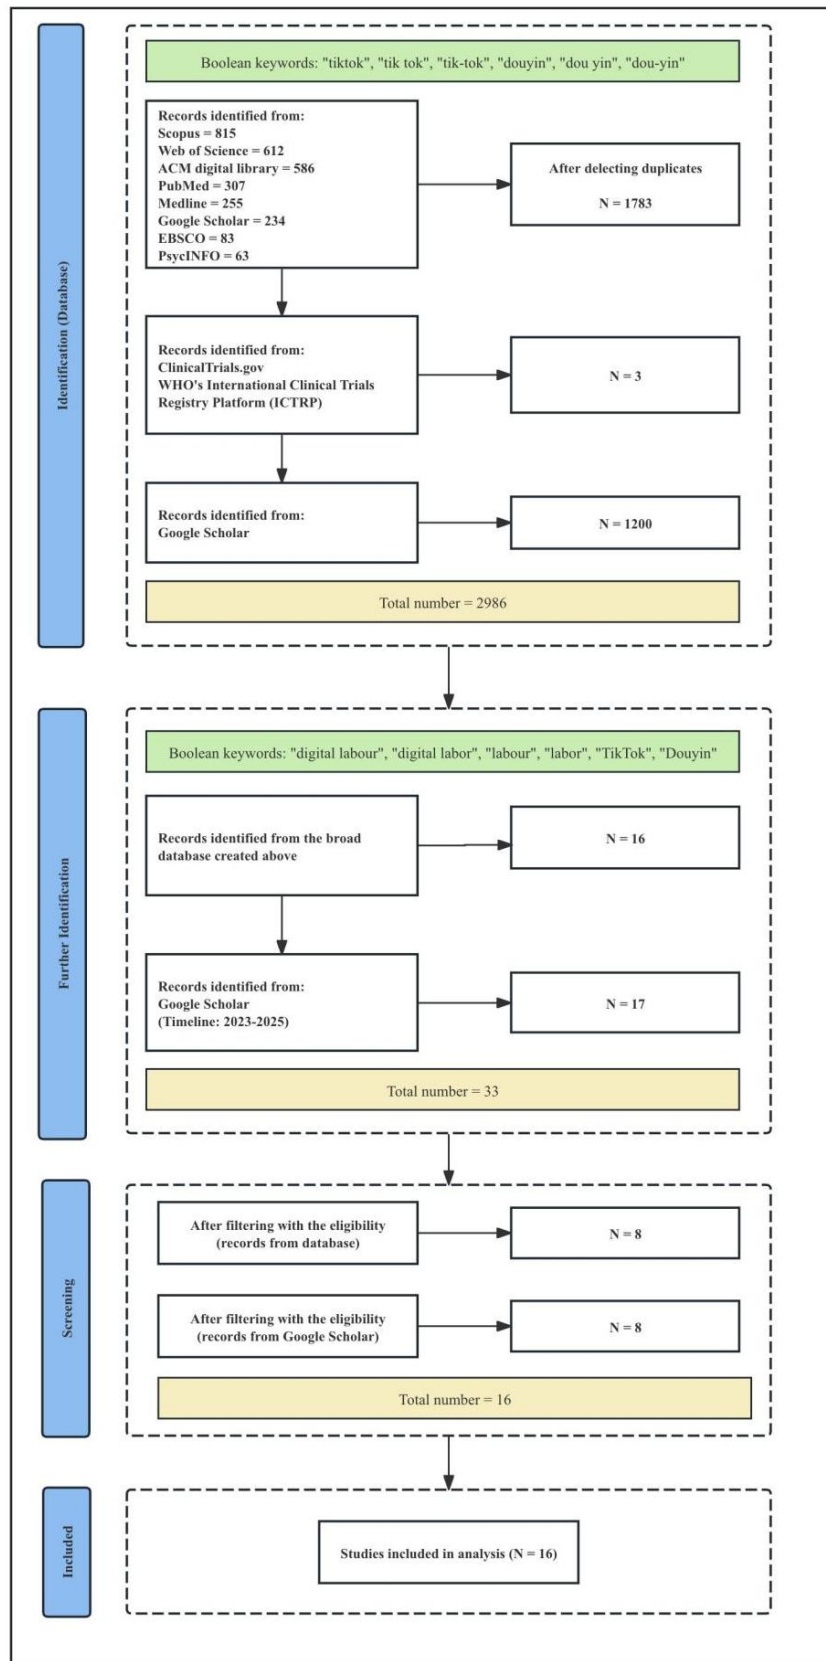 Identification (Database)
Boolean keywords: "tiktok", "tik tok", "tik-tok", "douyin", "dou yin", "dou-yin"
Records identified from:
Scopus = 815
Web of Science = 612
ACM digital library = 586
PubMed = 307
Medline = 255
Google Scholar = 234
EBSCO = 83
PsycINFO = 63
After delecting duplicates
N = 1783
Records identified from:
ClinicalTrials.gov
WHO's International Clinical Trials
Registry Platform (ICTRP)
N = 3
Records identified from:
Google Scholar
N = 1200
Total number = 2986
Further Identification
Boolean keywords: "digital labour", "digital labor", "labour", "labor", "TikTok", "Douyin"
Records identified from the broad
database created above
N = 16
Records identified from:
Google Scholar
(Timeline: 2023-2025)
N = 17
Total number = 33
Screening
After filtering with the eligibility
(records from database)
N = 8
After filtering with the eligibility
(records from Google Scholar)
N = 8
Total number = 16
Included
Studies included in analysis (N = 16)